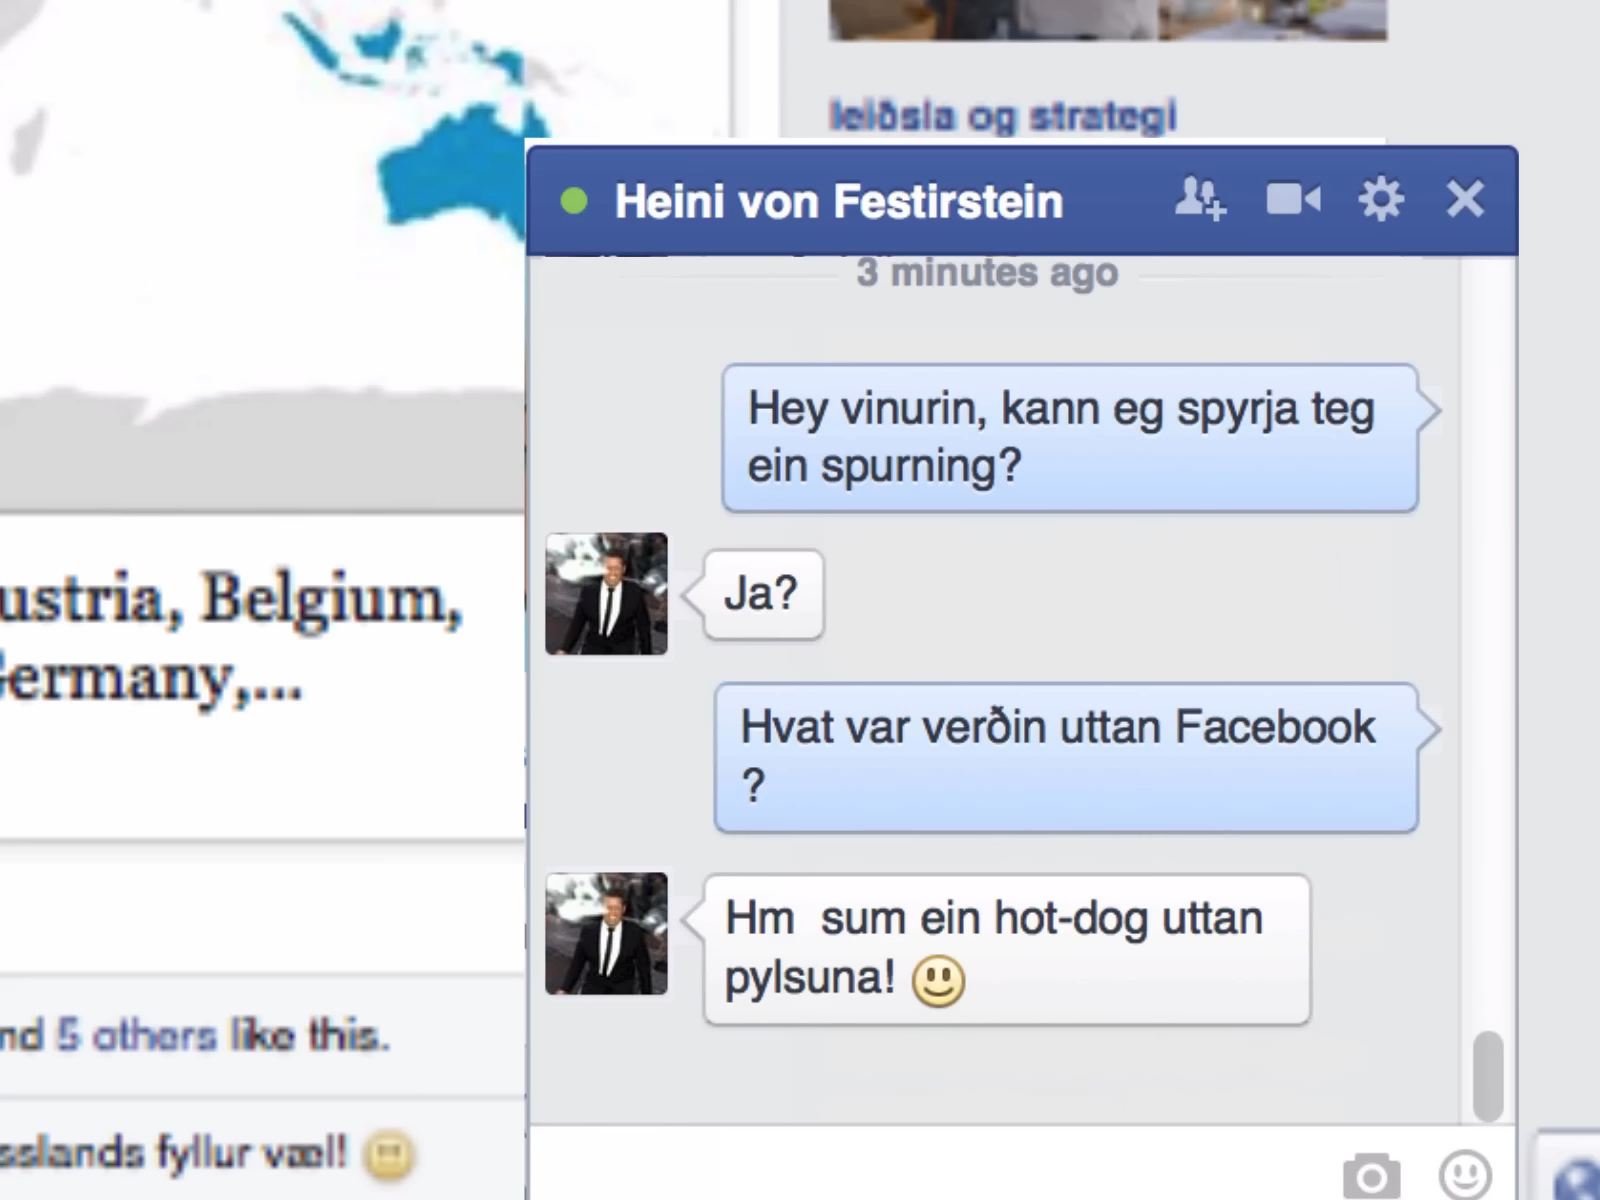 leiðsla og strategi
Heini von Festirstein
3 minutes ago
Hey vinurin, kann eg spyrja teg
ein spurning?
Ja?
Hvat var verðin uttan Facebook
?
Hm  sum ein hot-dog uttan
pylsuna!
ustria, Belgium,
Germany,...
nd 5 others like this.
sslands fyllur væl!